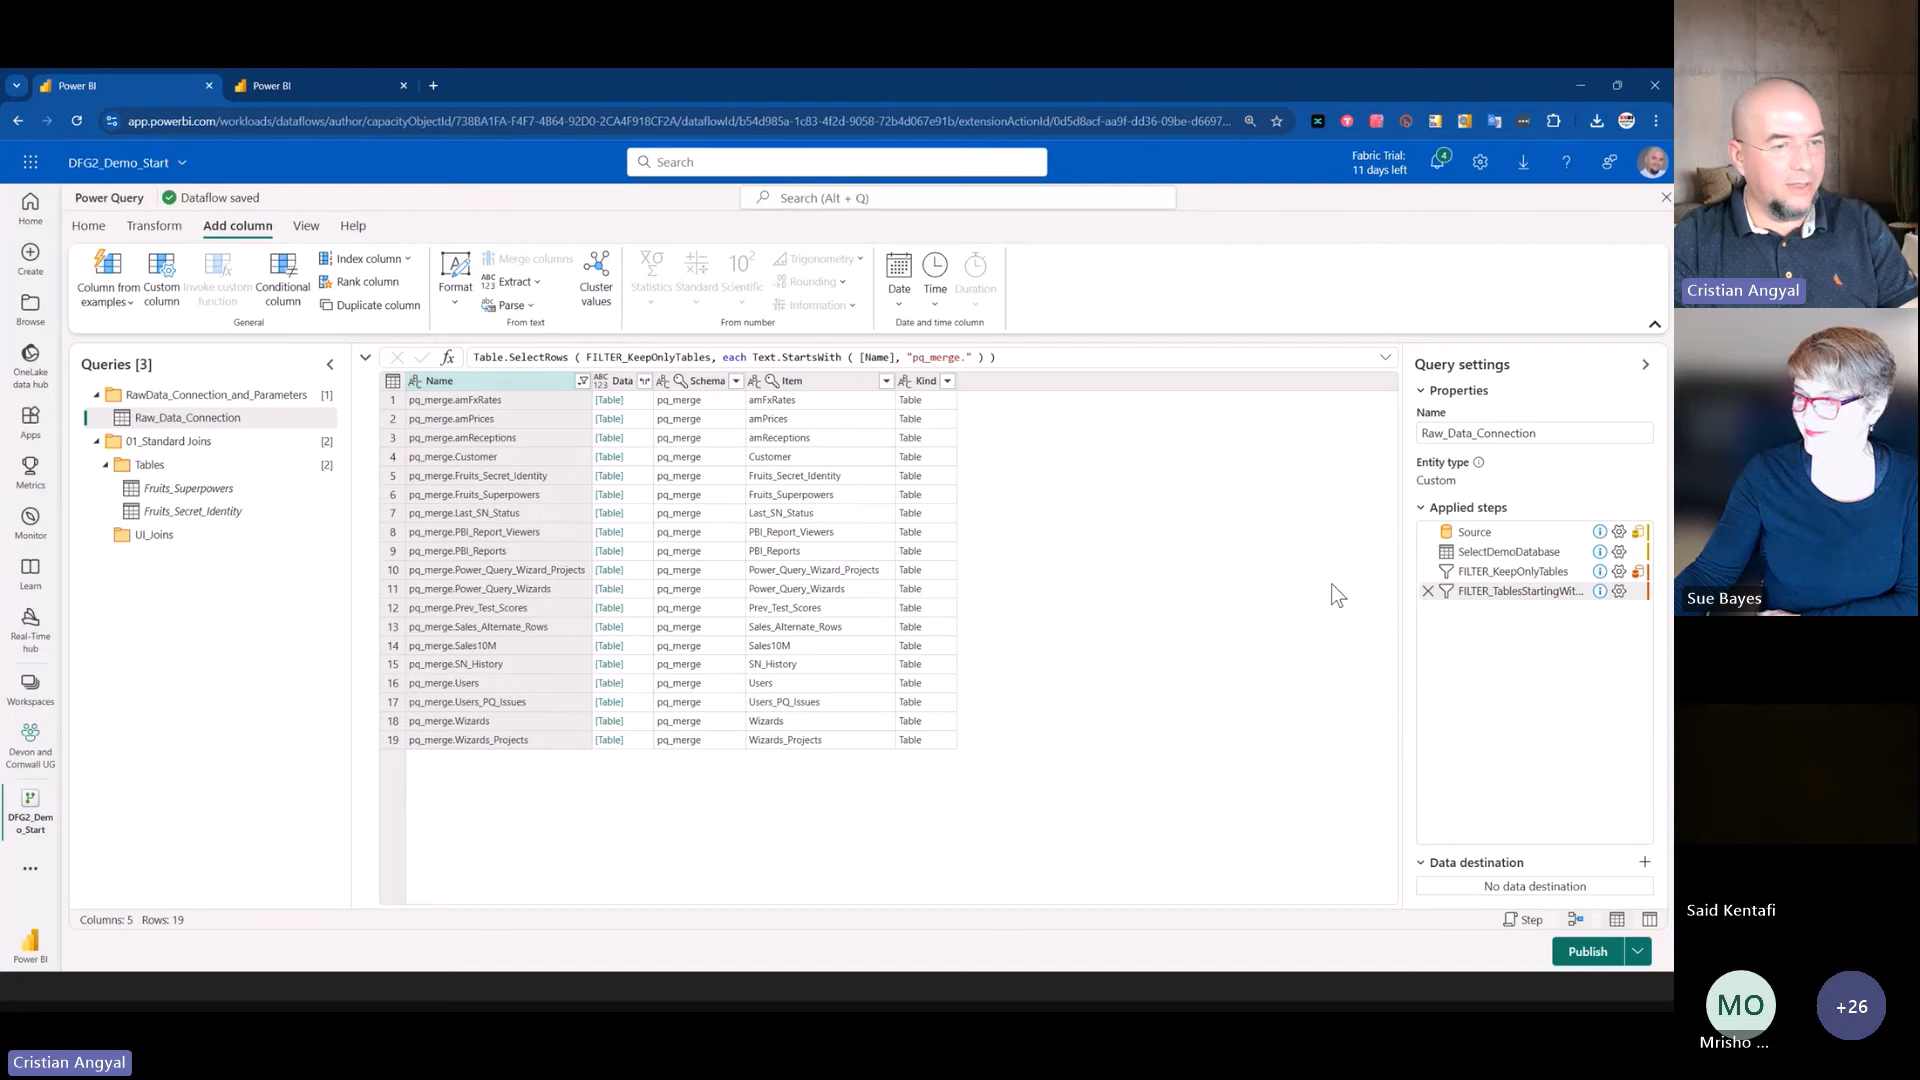 Power BI
Power BI
app.powerbi.com/workloads/dataflows/author/capacityObjectId/738BA1FA-F4F7-4B64-92D0-2CA4F918CF2A/dataflowId/b54d985a-1c83-4f2d-9058-72b4d067e91b/extensionActionId/0d5d8acf-aa9f-dd36-09be-d6697...
DFG2_Demo_Start
Search
Fabric Trial:
11 days left
4
Power Query
Dataflow saved
Search (Alt + Q)
Home
Transform
Add column
View
Help
Column from examples
Custom column
Invoke custom function
Conditional column
Index column
Rank column
Duplicate column
General
Format
Merge columns
Extract
Parse
From text
Cluster values
Statistics
Standard
Scientific
Trigonometry
Rounding
Information
From number
Date
Time
Duration
Date and time column
Home
Create
Browse
OneLake data hub
Apps
Metrics
Monitor
Learn
Real-Time hub
Workspaces
Devon and Cornwall UG
DFG2_Demo_Start
Power BI
Queries [3]
RawData_Connection_and_Parameters [1]
Raw_Data_Connection
01_Standard Joins [2]
Tables [2]
Fruits_Superpowers
Fruits_Secret_Identity
UI_Joins
fx Table.SelectRows ( FILTER_KeepOnlyTables, each Text.StartsWith ( [Name], "pq_merge." ) )
Name Data Schema Item Kind
1 pq_merge.amFxRates [Table] pq_merge amFxRates Table
2 pq_merge.amPrices [Table] pq_merge amPrices Table
3 pq_merge.amReceptions [Table] pq_merge amReceptions Table
4 pq_merge.Customer [Table] pq_merge Customer Table
5 pq_merge.Fruits_Secret_Identity [Table] pq_merge Fruits_Secret_Identity Table
6 pq_merge.Fruits_Superpowers [Table] pq_merge Fruits_Superpowers Table
7 pq_merge.Last_SN_Status [Table] pq_merge Last_SN_Status Table
8 pq_merge.PBI_Report_Viewers [Table] pq_merge PBI_Report_Viewers Table
9 pq_merge.PBI_Reports [Table] pq_merge PBI_Reports Table
10 pq_merge.Power_Query_Wizard_Projects [Table] pq_merge Power_Query_Wizard_Projects Table
11 pq_merge.Power_Query_Wizards [Table] pq_merge Power_Query_Wizards Table
12 pq_merge.Prev_Test_Scores [Table] pq_merge Prev_Test_Scores Table
13 pq_merge.Sales_Alternate_Rows [Table] pq_merge Sales_Alternate_Rows Table
14 pq_merge.Sales10M [Table] pq_merge Sales10M Table
15 pq_merge.SN_History [Table] pq_merge SN_History Table
16 pq_merge.Users [Table] pq_merge Users Table
17 pq_merge.Users_PQ_Issues [Table] pq_merge Users_PQ_Issues Table
18 pq_merge.Wizards [Table] pq_merge Wizards Table
19 pq_merge.Wizards_Projects [Table] pq_merge Wizards_Projects Table
Columns: 5 Rows: 19
Query settings
Properties
Name
Raw_Data_Connection
Entity type
Custom
Applied steps
Source
SelectDemoDatabase
FILTER_KeepOnlyTables
FILTER_TablesStartingWit...
Data destination
No data destination
Step
Publish
Cristian Angyal
Sue Bayes
Said Kentafi
MO
Mrisho ...
+26
Cristian Angyal